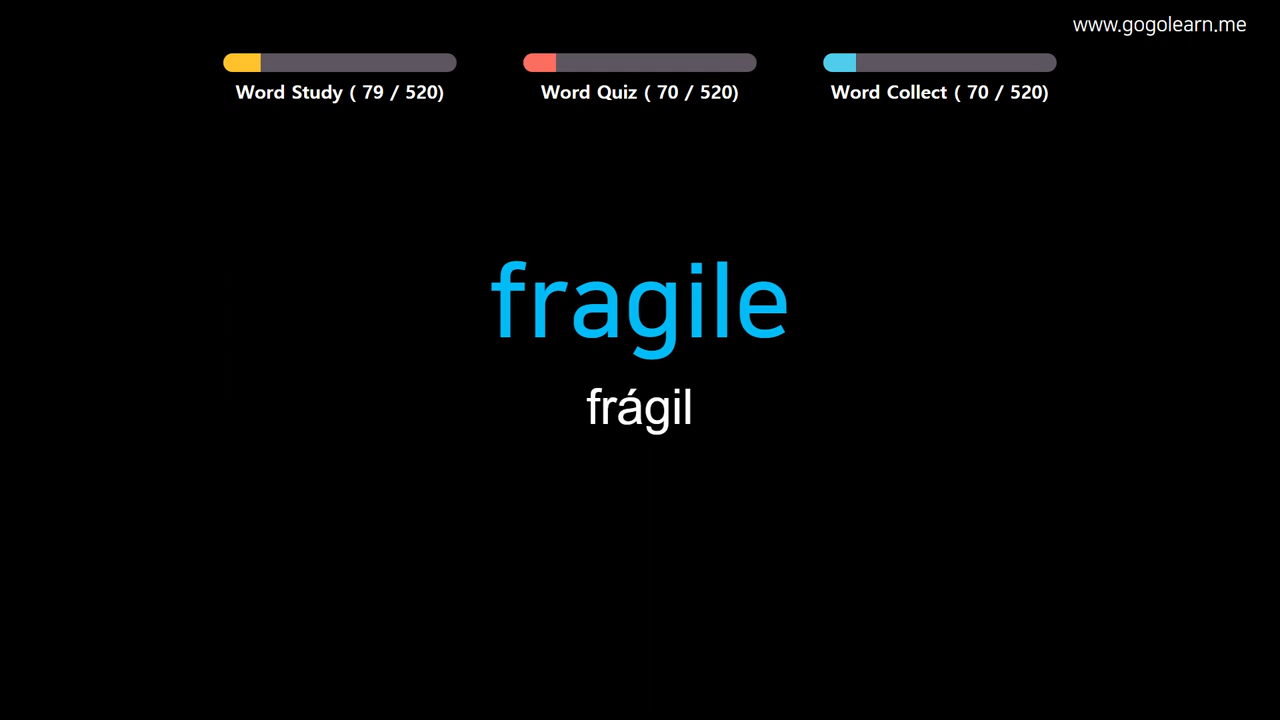 www.gogolearn.me
Word Study ( 79 / 520)
Word Quiz ( 70 / 520)
Word Collect ( 70 / 520)
fragile
frágil